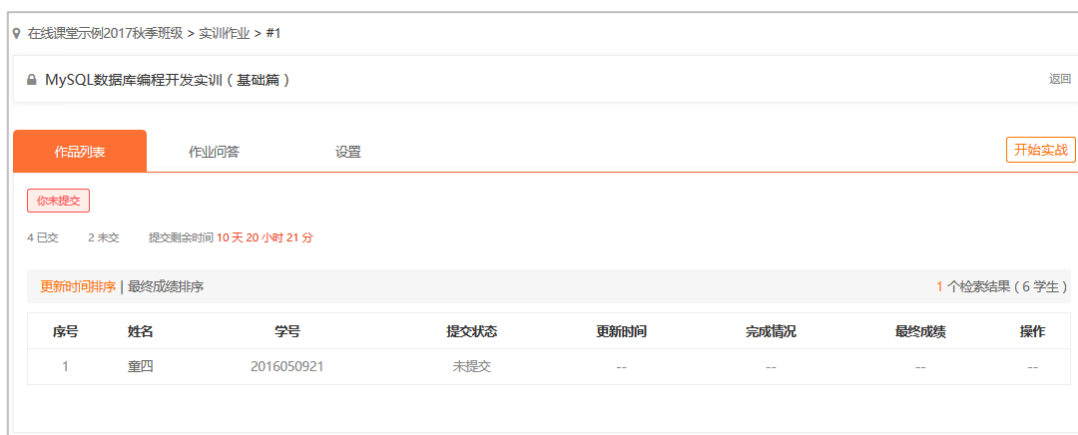 在线课堂示例2017秋季班级 > 实训作业 > #1
MySQL数据库编程开发实训（基础篇） 返回
作品列表 作业问答 设置 开始实战
你未提交
4 已交 2 未交 提交剩余时间 10 天 20 小时 21 分
更新时间排序 | 最终成绩排序 1 个检索结果（6 学生）
序号 姓名 学号 提交状态 更新时间 完成情况 最终成绩 操作
1 童四 2016050921 未提交 -- -- -- --